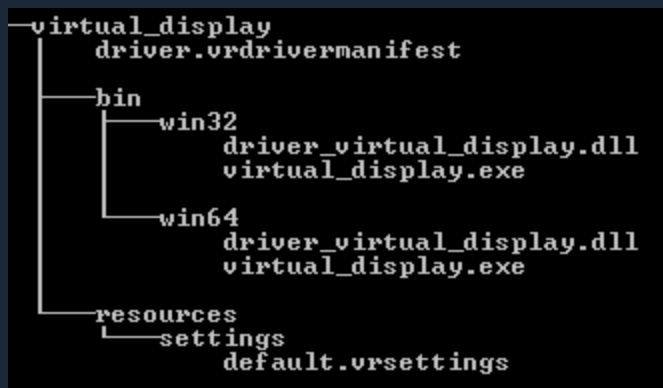 virtual_display
driver.vrdrivermanifest
bin
win32
driver_virtual_display.dll
virtual_display.exe
win64
driver_virtual_display.dll
virtual_display.exe
resources
settings
default.vrsettings